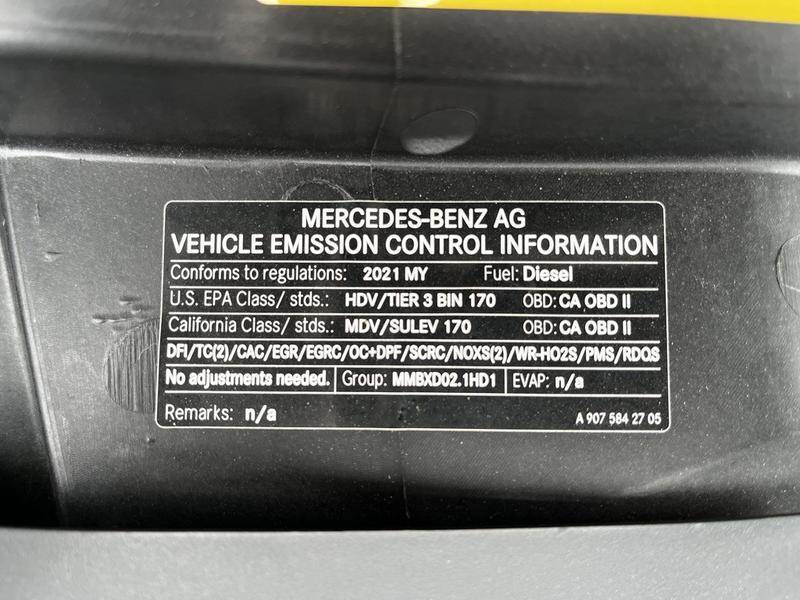 MERCEDES-BENZ AG
VEHICLE EMISSION CONTROL INFORMATION
Conforms to regulations: 2021 MY Fuel: Diesel
U.S. EPA Class/ stds.: HDV/TIER 3 BIN 170 OBD: CA OBD II
California Class/ stds.: MDV/SULEV 170 OBD: CA OBD II
DFI/TC(2)/CAC/EGR/EGRC/OC+DPF/SCRC/NOXS(2)/WR-HO2S/PMS/RDQS
No adjustments needed. Group: MMBXD02.1HD1 EVAP: n/a
Remarks: n/a A 907 584 27 05